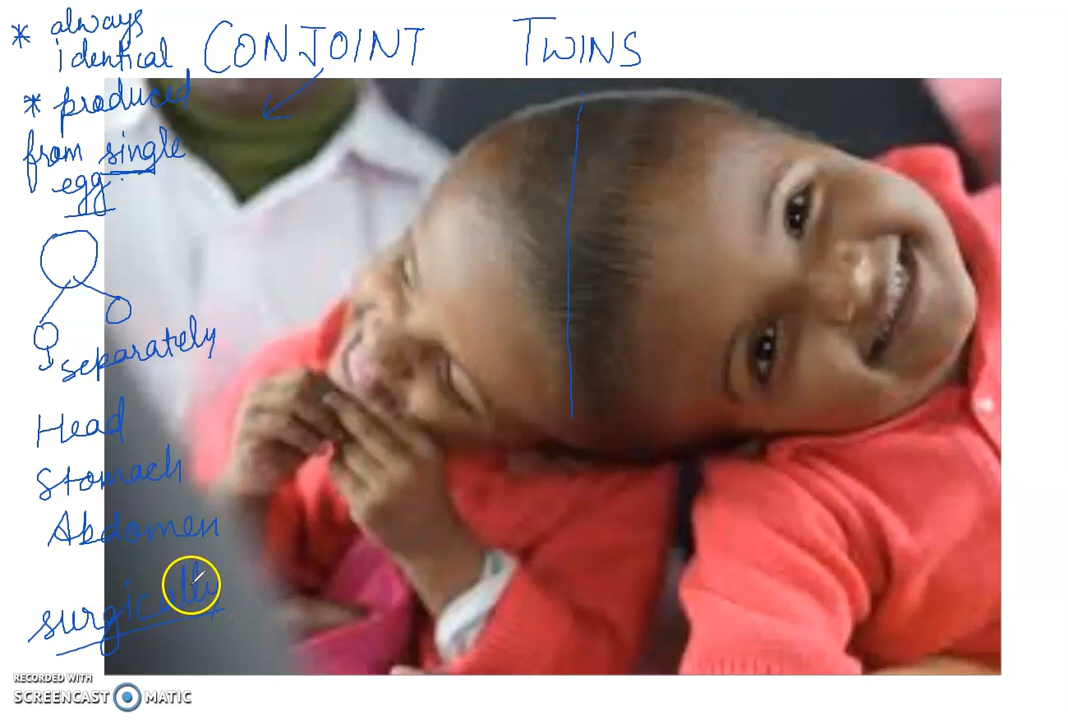 CONJOINT TWINS
* always
identical
* produced
from single
egg
separately
Head
Stomach
Abdomen
surgically
RECORDED WITH
SCREENCAST MATIC